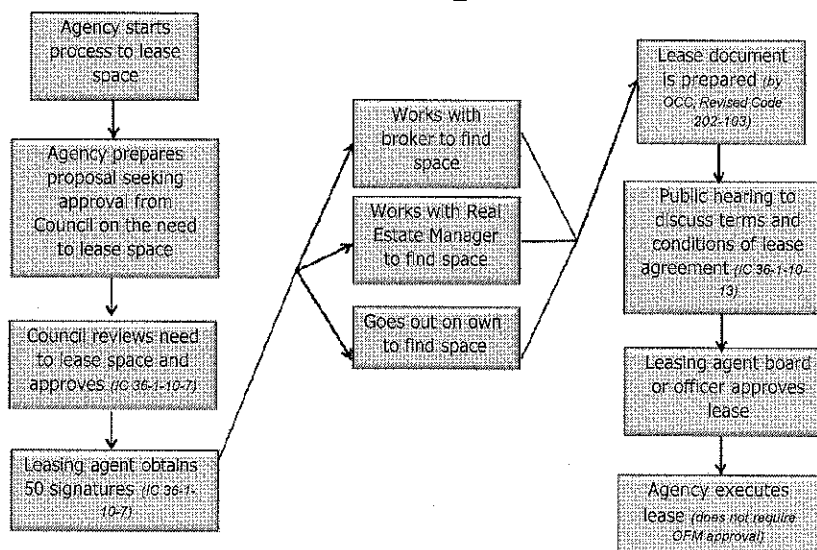 Agency starts
process to lease
space
Agency prepares
proposal seeking
approval from
Council on the need
to lease space
Council reviews need
to lease space and
approves (IC 36-1-10-7)
Leasing agent obtains
50 signatures (IC 36-1-
10-7)
Works with
broker to find
space
Works with Real
Estate Manager
to find space
Goes out on own
to find space
Lease document
is prepared (by
OCC, Revised Code
202-103)
Public hearing to
discuss terms and
conditions of lease
agreement (IC 36-1-10-
13)
Leasing agent board
or officer approves
lease
Agency executes
lease (does not require
OFM approval)